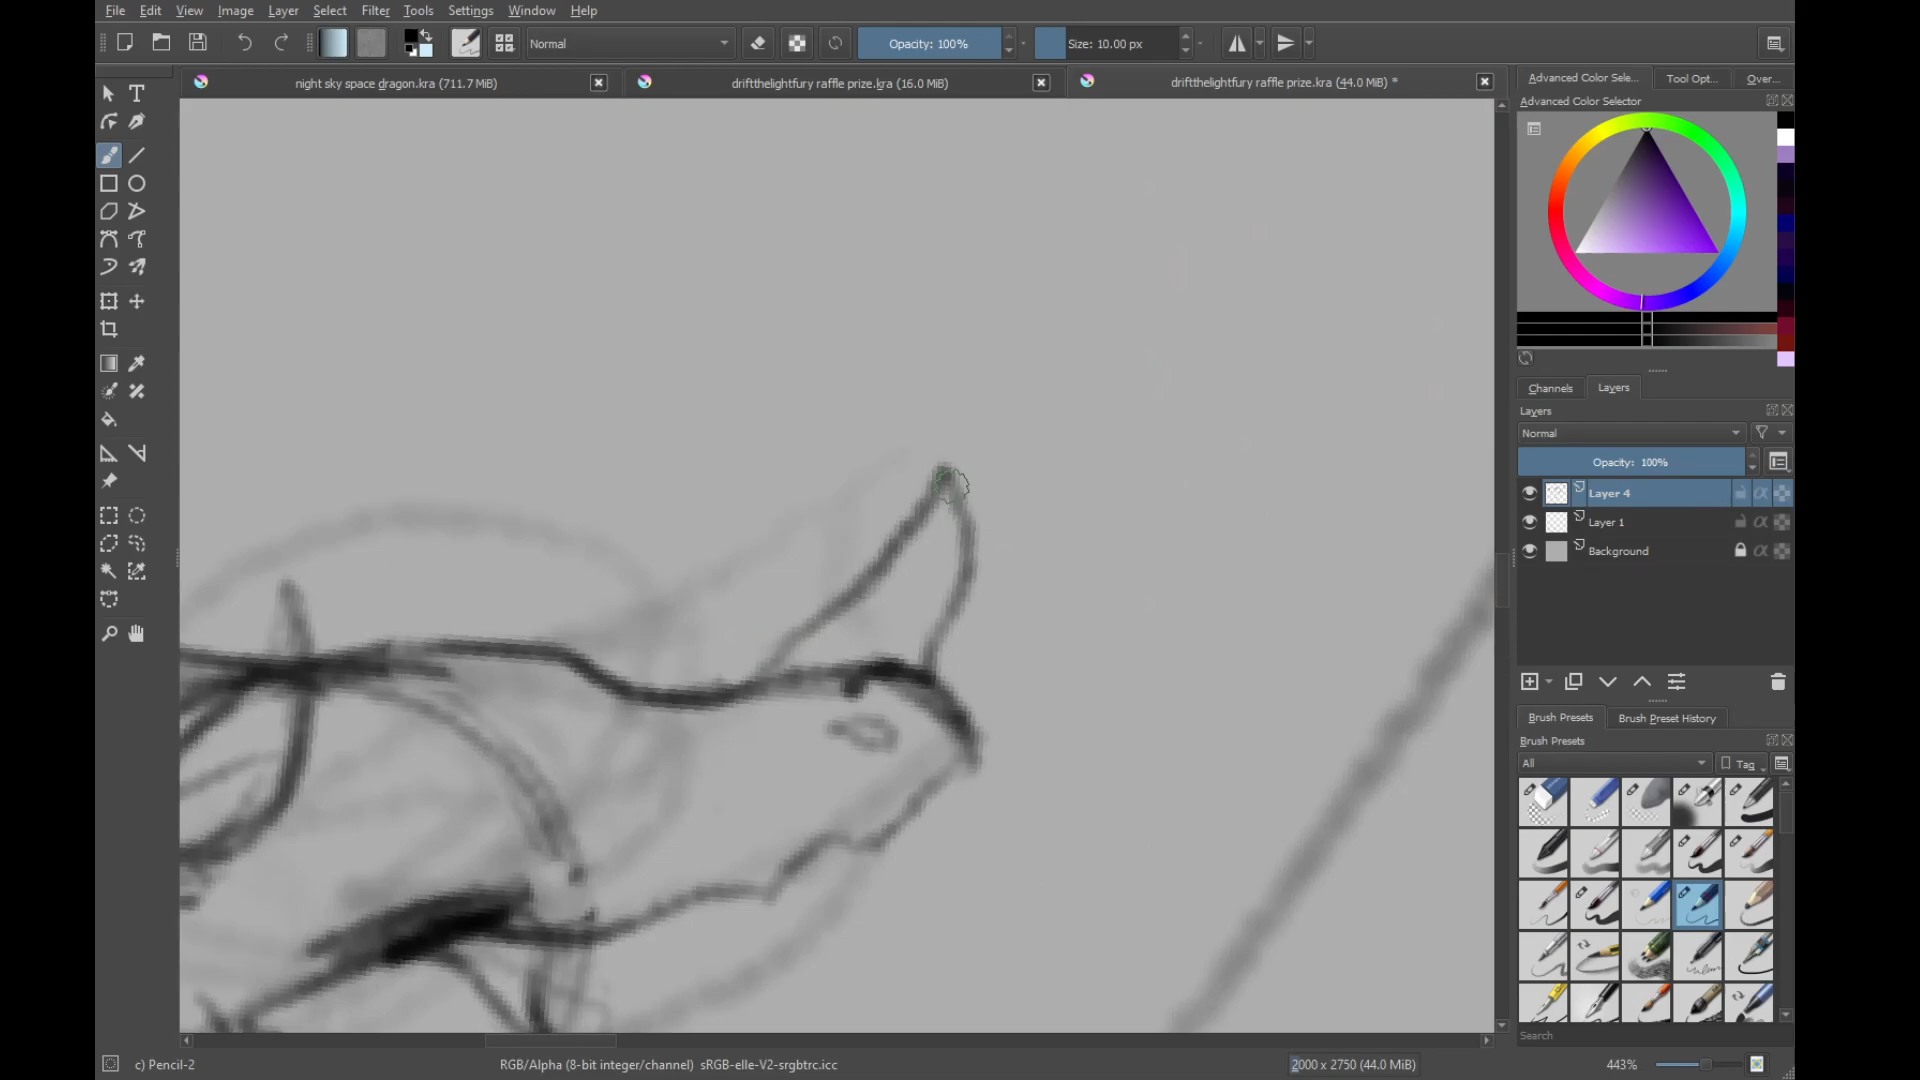 File Edit View Image Layer Select Filter Tools Settings Window Help
Normal Opacity: 100% Size: 10.00 px
night sky space dragon.kra (711.7 MiB) driftthelightfury raffle prize.kra (16.0 MiB) driftthelightfury raffle prize.kra (44.0 MiB) *
Advanced Color Sele... Tool Opt... Over...
Advanced Color Selector
Channels Layers
Layers
Normal
Opacity: 100%
Layer 4
Layer 1
Background
Brush Presets Brush Preset History
Brush Presets
All Tag
Search
c) Pencil-2 RGB/Alpha (8-bit integer/channel) sRGB-elle-V2-srgbtrc.icc 2000 x 2750 (44.0 MiB) 443%